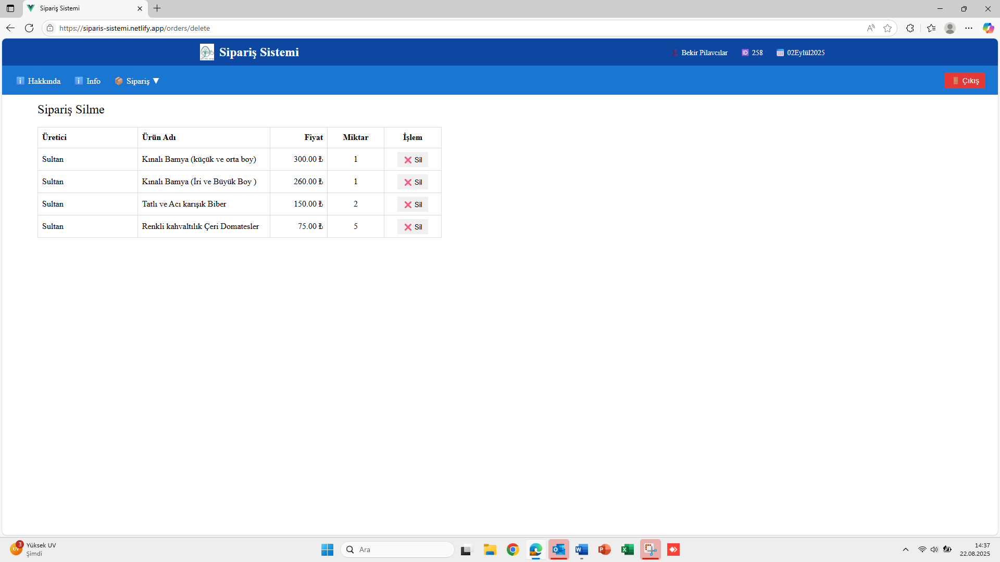 Sipariş Sistemi
https://siparis-sistemi.netlify.app/orders/delete
Sipariş Sistemi
Bekir Pilavcılar ID 258 02Eylül2025
Hakkında Info Sipariş ▼ Çıkış
Sipariş Silme
Üretici Ürün Adı Fiyat Miktar İşlem
Sultan Kınalı Bamya (küçük ve orta boy) 300.00 ₺ 1 ❌ Sil
Sultan Kınalı Bamya (İri ve Büyük Boy ) 260.00 ₺ 1 ❌ Sil
Sultan Tatlı ve Acı karışık Biber 150.00 ₺ 2 ❌ Sil
Sultan Renkli kahvaltılık Çeri Domatesler 75.00 ₺ 5 ❌ Sil
UV 3 Yüksek UV
Şimdi
Ara
14:37
22.08.2025